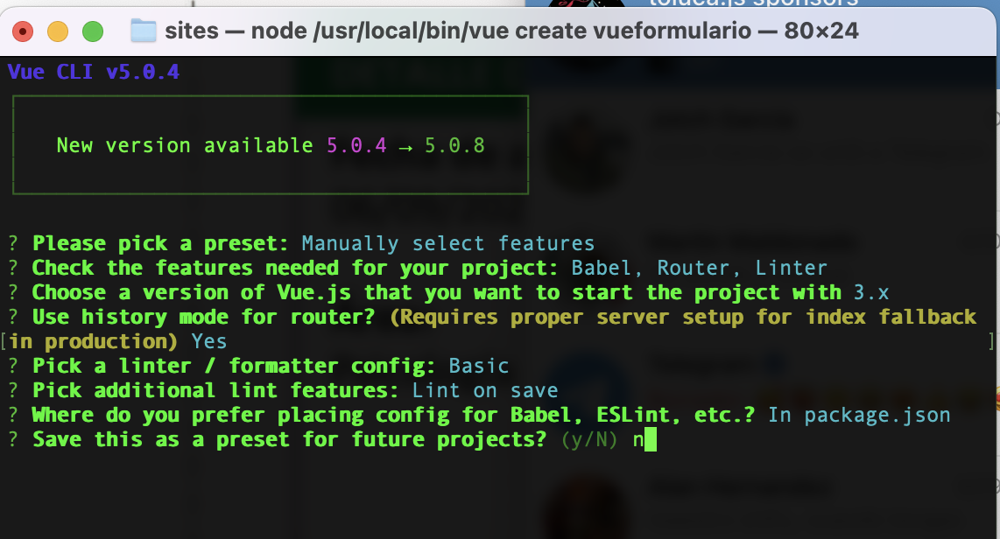 toluca.js sponsors
sites — node /usr/local/bin/vue create vueformulario — 80×24
Vue CLI v5.0.4
New version available 5.0.4 → 5.0.8
? Please pick a preset: Manually select features
? Check the features needed for your project: Babel, Router, Linter
? Choose a version of Vue.js that you want to start the project with 3.x
? Use history mode for router? (Requires proper server setup for index fallback
[in production) Yes ]
? Pick a linter / formatter config: Basic
? Pick additional lint features: Lint on save
? Where do you prefer placing config for Babel, ESLint, etc.? In package.json
? Save this as a preset for future projects? (y/N) n